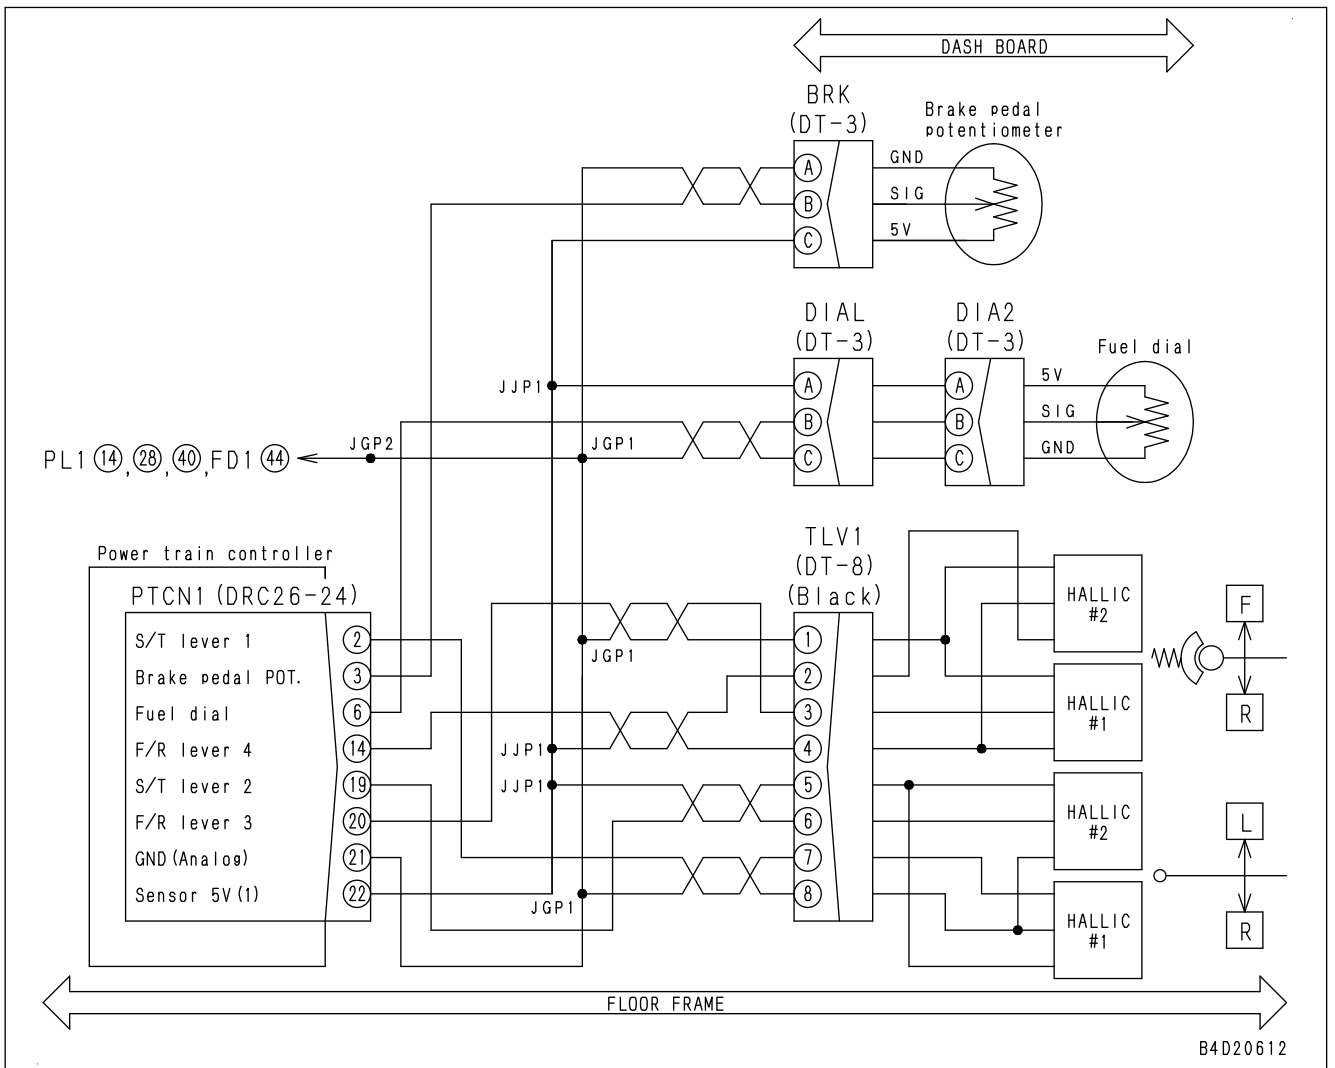 DASH BOARD
BRK
(DT-3)
Brake pedal
potentiometer
A
GND
B
SIG
C
5V
DIAL
(DT-3)
DIA2
(DT-3)
Fuel dial
JJP1
A
A
5V
B
B
SIG
C
C
GND
PL1 14, 28, 40, FD1 44
JGP2
JGP1
Power train controller
PTCN1 (DRC26-24)
TLV1
(DT-8)
(Black)
S/T lever 1 2
Brake pedal POT. 3
Fuel dial 6
F/R lever 4 14
S/T lever 2 19
F/R lever 3 20
GND(Analog) 21
Sensor 5V(1) 22
JGP1
JJP1
JJP1
JGP1
1
2
3
4
5
6
7
8
HALLIC
#2
HALLIC
#1
HALLIC
#2
HALLIC
#1
F
R
L
R
FLOOR FRAME
B4D20612